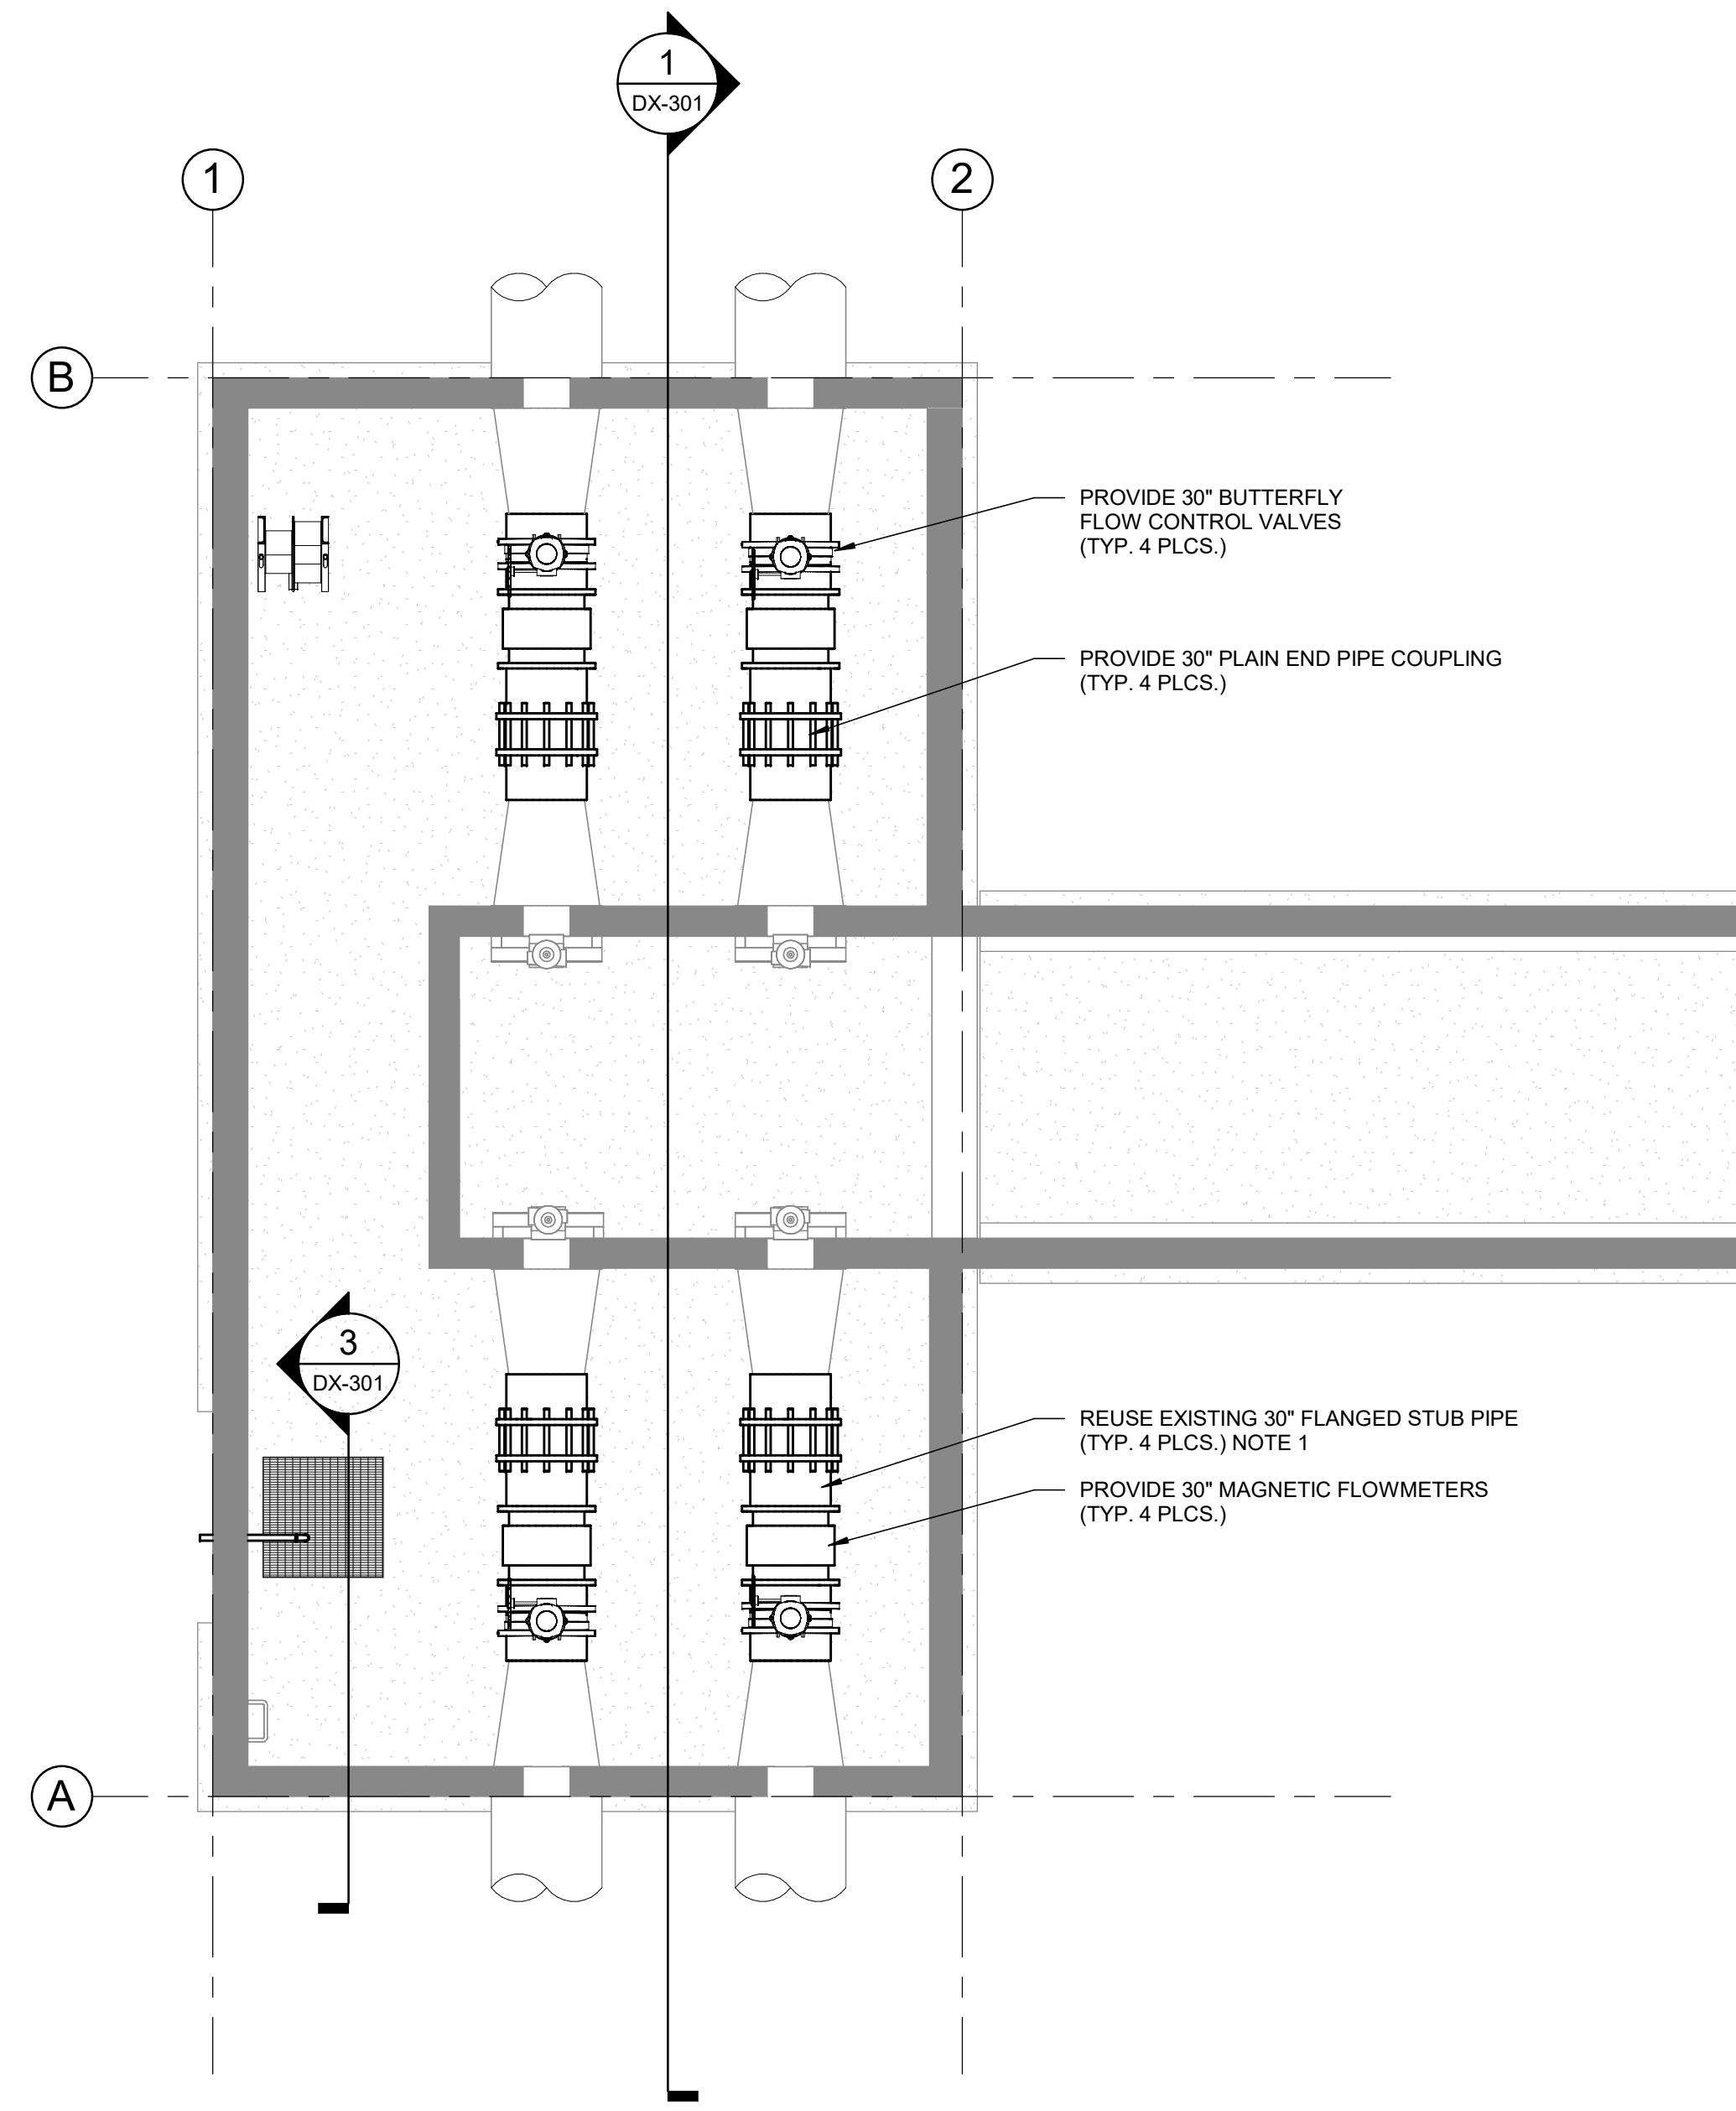 1
DX-301
1
2
B
PROVIDE 30" BUTTERFLY
FLOW CONTROL VALVES
(TYP. 4 PLCS.)
PROVIDE 30" PLAIN END PIPE COUPLING
(TYP. 4 PLCS.)
3
DX-301
REUSE EXISTING 30" FLANGED STUB PIPE
(TYP. 4 PLCS.) NOTE 1
PROVIDE 30" MAGNETIC FLOWMETERS
(TYP. 4 PLCS.)
A